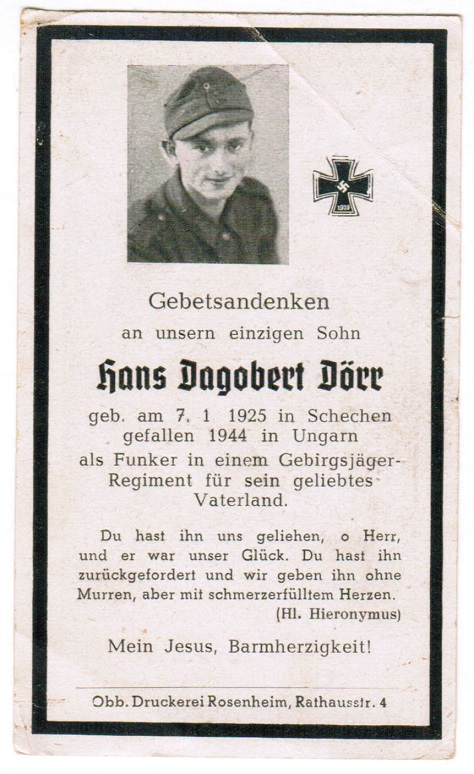 1939
Gebetsandenken
an unsern einzigen Sohn
Hans Dagobert Dörr
geb. am 7. 1. 1925 in Schechen
gefallen 1944 in Ungarn
als Funker in einem Gebirgsjäger-
Regiment für sein geliebtes
Vaterland.
Du hast ihn uns geliehen, o Herr,
und er war unser Glück. Du hast ihn
zurückgefordert und wir geben ihn ohne
Murren, aber mit schmerzerfülltem Herzen.
(Hl. Hieronymus)
Mein Jesus, Barmherzigkeit!
Obb. Druckerei Rosenheim, Rathausstr. 4